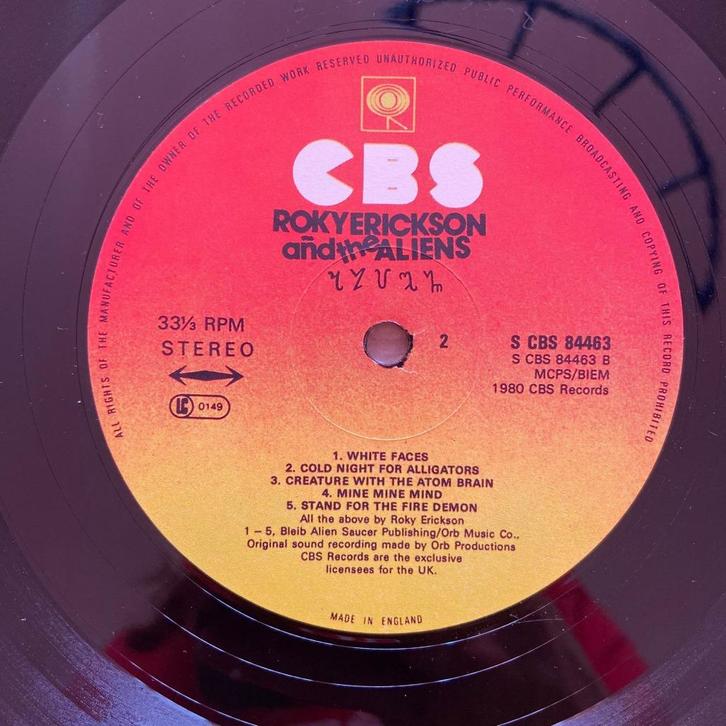 ALL RIGHTS OF THE MANUFACTURER AND OF THE OWNER OF THE RECORDED WORK RESERVED UNAUTHORIZED PUBLIC PERFORMANCE BROADCASTING AND COPYING OF THIS RECORD PROHIBITED
CBS
ROKY ERICKSON
and the ALIENS
33⅓ RPM
STEREO
LC 0149
2
S CBS 84463
S CBS 84463 B
MCPS/BIEM
1980 CBS Records
1. WHITE FACES
2. COLD NIGHT FOR ALLIGATORS
3. CREATURE WITH THE ATOM BRAIN
4. MINE MINE MIND
5. STAND FOR THE FIRE DEMON
All the above by Roky Erickson
1 – 5, Bleib Alien Saucer Publishing/Orb Music Co.,
Original sound recording made by Orb Productions
CBS Records are the exclusive
licensees for the UK.
MADE IN ENGLAND